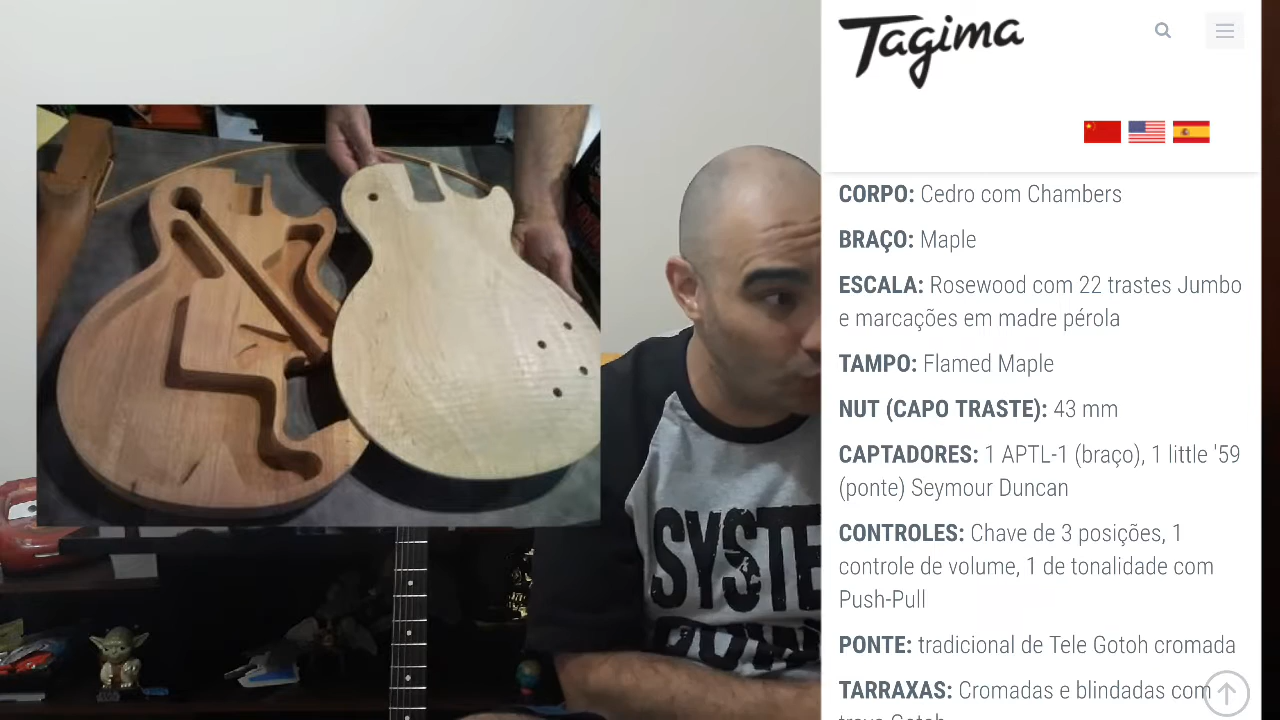 Tagima
CORPO: Cedro com Chambers
BRAÇO: Maple
ESCALA: Rosewood com 22 trastes Jumbo
e marcações em madre pérola
TAMPO: Flamed Maple
NUT (CAPO TRASTE): 43 mm
CAPTADORES: 1 APTL-1 (braço), 1 little '59
(ponte) Seymour Duncan
CONTROLES: Chave de 3 posições, 1
controle de volume, 1 de tonalidade com
Push-Pull
PONTE: tradicional de Tele Gotoh cromada
TARRAXAS: Cromadas e blindadas com
SYSTE